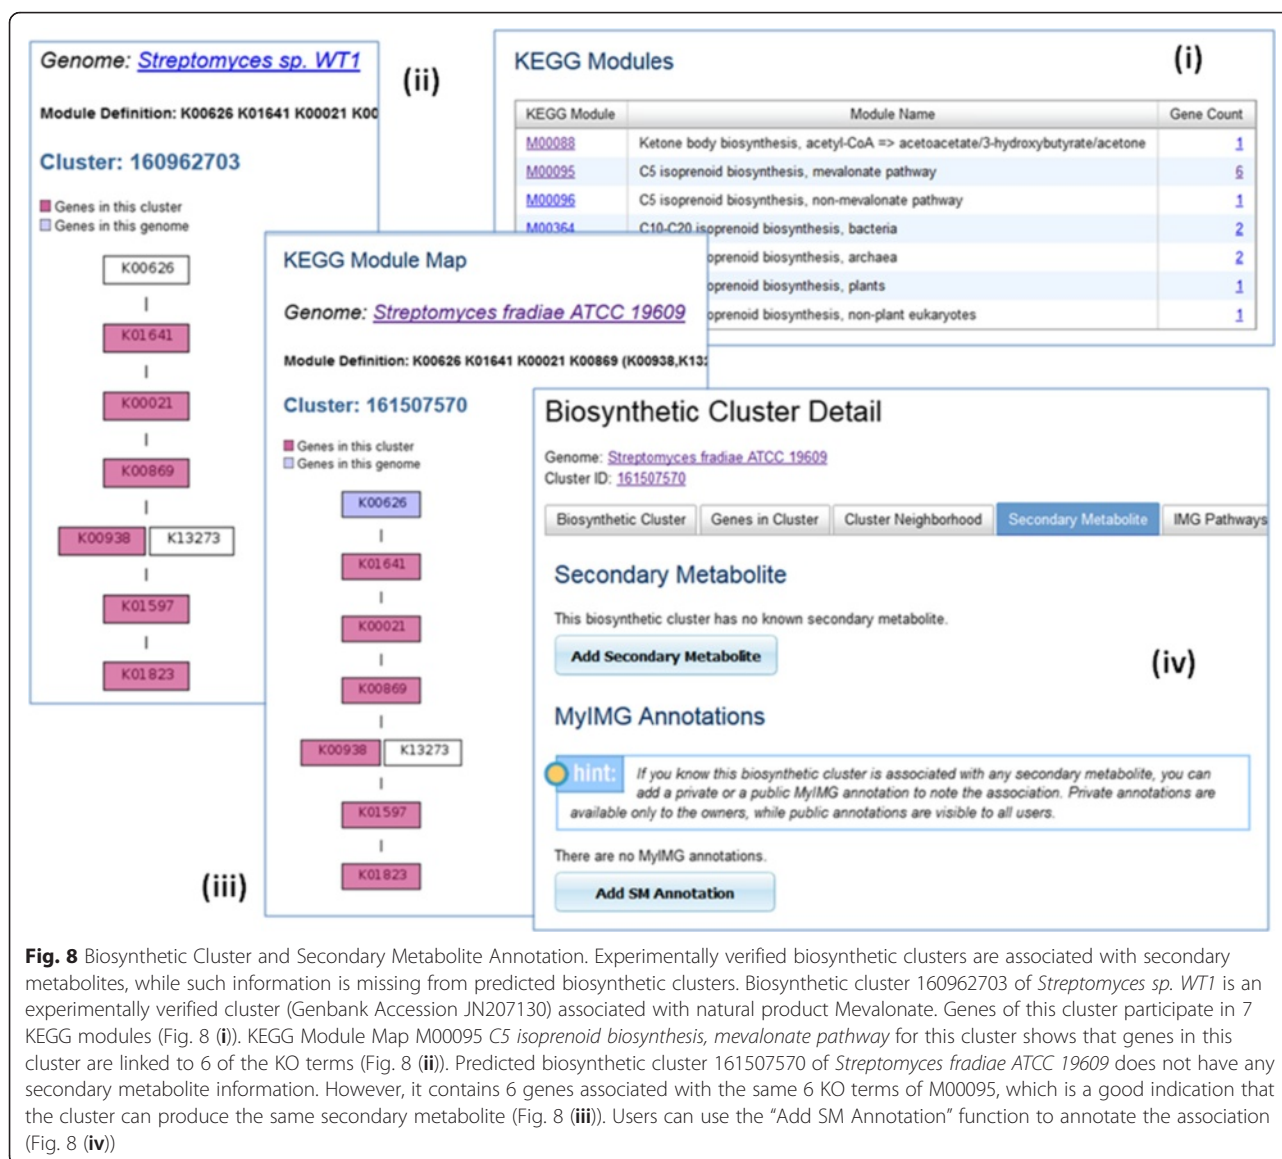 Genome: Streptomyces sp. WT1
(ii)
Module Definition: K00626 K01641 K00021 K00
Cluster: 160962703
Genes in this cluster
Genes in this genome
K00626
K01641
K00021
K00869
K00938 K13273
K01597
K01823
KEGG Modules
(i)
KEGG Module Module Name Gene Count
M00088 Ketone body biosynthesis, acetyl-CoA => acetoacetate/3-hydroxybutyrate/acetone 1
M00095 C5 isoprenoid biosynthesis, mevalonate pathway 6
M00096 C5 isoprenoid biosynthesis, non-mevalonate pathway 1
M00364 C10-C20 isoprenoid biosynthesis, bacteria 2
oprenoid biosynthesis, archaea 2
oprenoid biosynthesis, plants 1
oprenoid biosynthesis, non-plant eukaryotes 1
KEGG Module Map
Genome: Streptomyces fradiae ATCC 19609
Module Definition: K00626 K01641 K00021 K00869 (K00938,K13
Cluster: 161507570
Genes in this cluster
Genes in this genome
K00626
K01641
K00021
K00869
K00938 K13273
K01597
K01823
(iii)
Biosynthetic Cluster Detail
Genome: Streptomyces fradiae ATCC 19609
Cluster ID: 161507570
Biosynthetic Cluster Genes in Cluster Cluster Neighborhood Secondary Metabolite IMG Pathways
Secondary Metabolite
This biosynthetic cluster has no known secondary metabolite.
Add Secondary Metabolite
(iv)
MyIMG Annotations
hint: If you know this biosynthetic cluster is associated with any secondary metabolite, you can
add a private or a public MyIMG annotation to note the association. Private annotations are
available only to the owners, while public annotations are visible to all users.
There are no MyIMG annotations.
Add SM Annotation
Fig. 8 Biosynthetic Cluster and Secondary Metabolite Annotation. Experimentally verified biosynthetic clusters are associated with secondary
metabolites, while such information is missing from predicted biosynthetic clusters. Biosynthetic cluster 160962703 of Streptomyces sp. WT1 is an
experimentally verified cluster (Genbank Accession JN207130) associated with natural product Mevalonate. Genes of this cluster participate in 7
KEGG modules (Fig. 8 (i)). KEGG Module Map M00095 C5 isoprenoid biosynthesis, mevalonate pathway for this cluster shows that genes in this
cluster are linked to 6 of the KO terms (Fig. 8 (ii)). Predicted biosynthetic cluster 161507570 of Streptomyces fradiae ATCC 19609 does not have any
secondary metabolite information. However, it contains 6 genes associated with the same 6 KO terms of M00095, which is a good indication that
the cluster can produce the same secondary metabolite (Fig. 8 (iii)). Users can use the “Add SM Annotation” function to annotate the association
(Fig. 8 (iv))